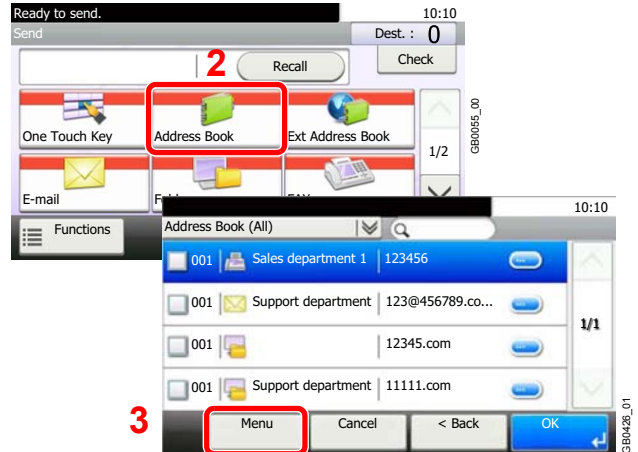 Ready to send.
10:10
Send
Dest. : 0
2
Recall
Check
One Touch Key
Address Book
Ext Address Book
1/2
GB0055_00
E-mail
FAX
Functions
10:10
Address Book (All)
001 Sales department 1 123456
001 Support department 123@456789.co...
1/1
001 12345.com
001 Support department 11111.com
3
Menu
Cancel
< Back
OK
GB0426_01